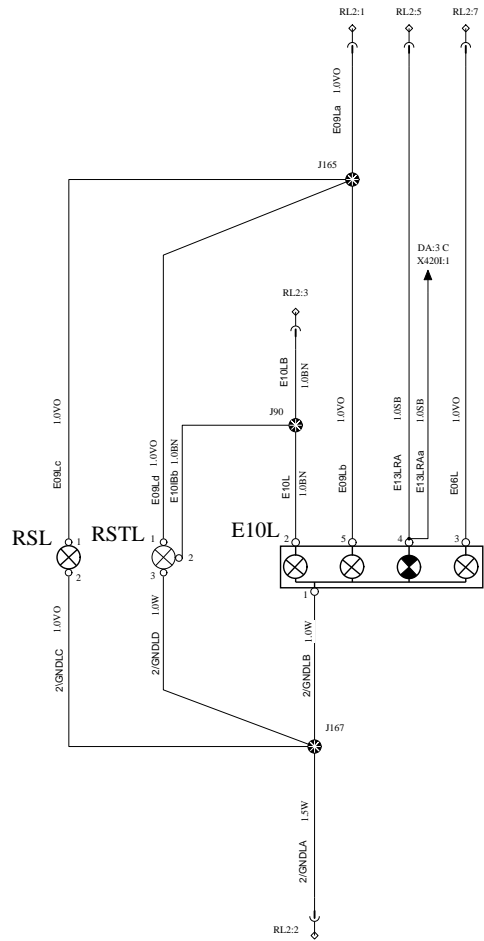 RL2:1
RL2:5
RL2:7
E09La 1.0VO
J165
DA:3 C
X420I:1
RL2:3
E10LB
1.0BN
J90
E09Lc 1.0VO
E09Ld 1.0VO
E10lBb 1.0BN
E10L
1.0BN
E09Lb 1.0VO
E13LRA 1.0SB
E13LRAa 1.0SB
E06L 1.0VO
RSL
1
2
RSTL
1
2
3
E10L
2
5
4
3
1
2\GNDLC 1.0VO
2/GNDLD 1.0W
2/GNDLB 1.0W
J167
2/GNDLA 1.5W
RL2:2